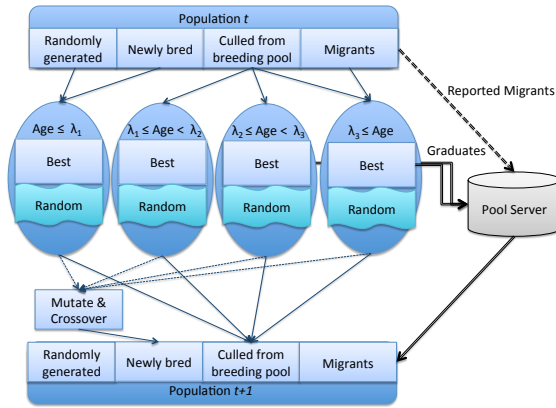 Population t
Randomly generated
Newly bred
Culled from breeding pool
Migrants
Reported Migrants
Age ≤ λ1
λ1 ≤ Age < λ2
λ2 ≤ Age < λ3
λ3 ≤ Age
Graduates
Best
Best
Best
Best
Random
Random
Random
Random
Pool Server
Mutate & Crossover
Randomly generated
Newly bred
Culled from breeding pool
Migrants
Population t+1